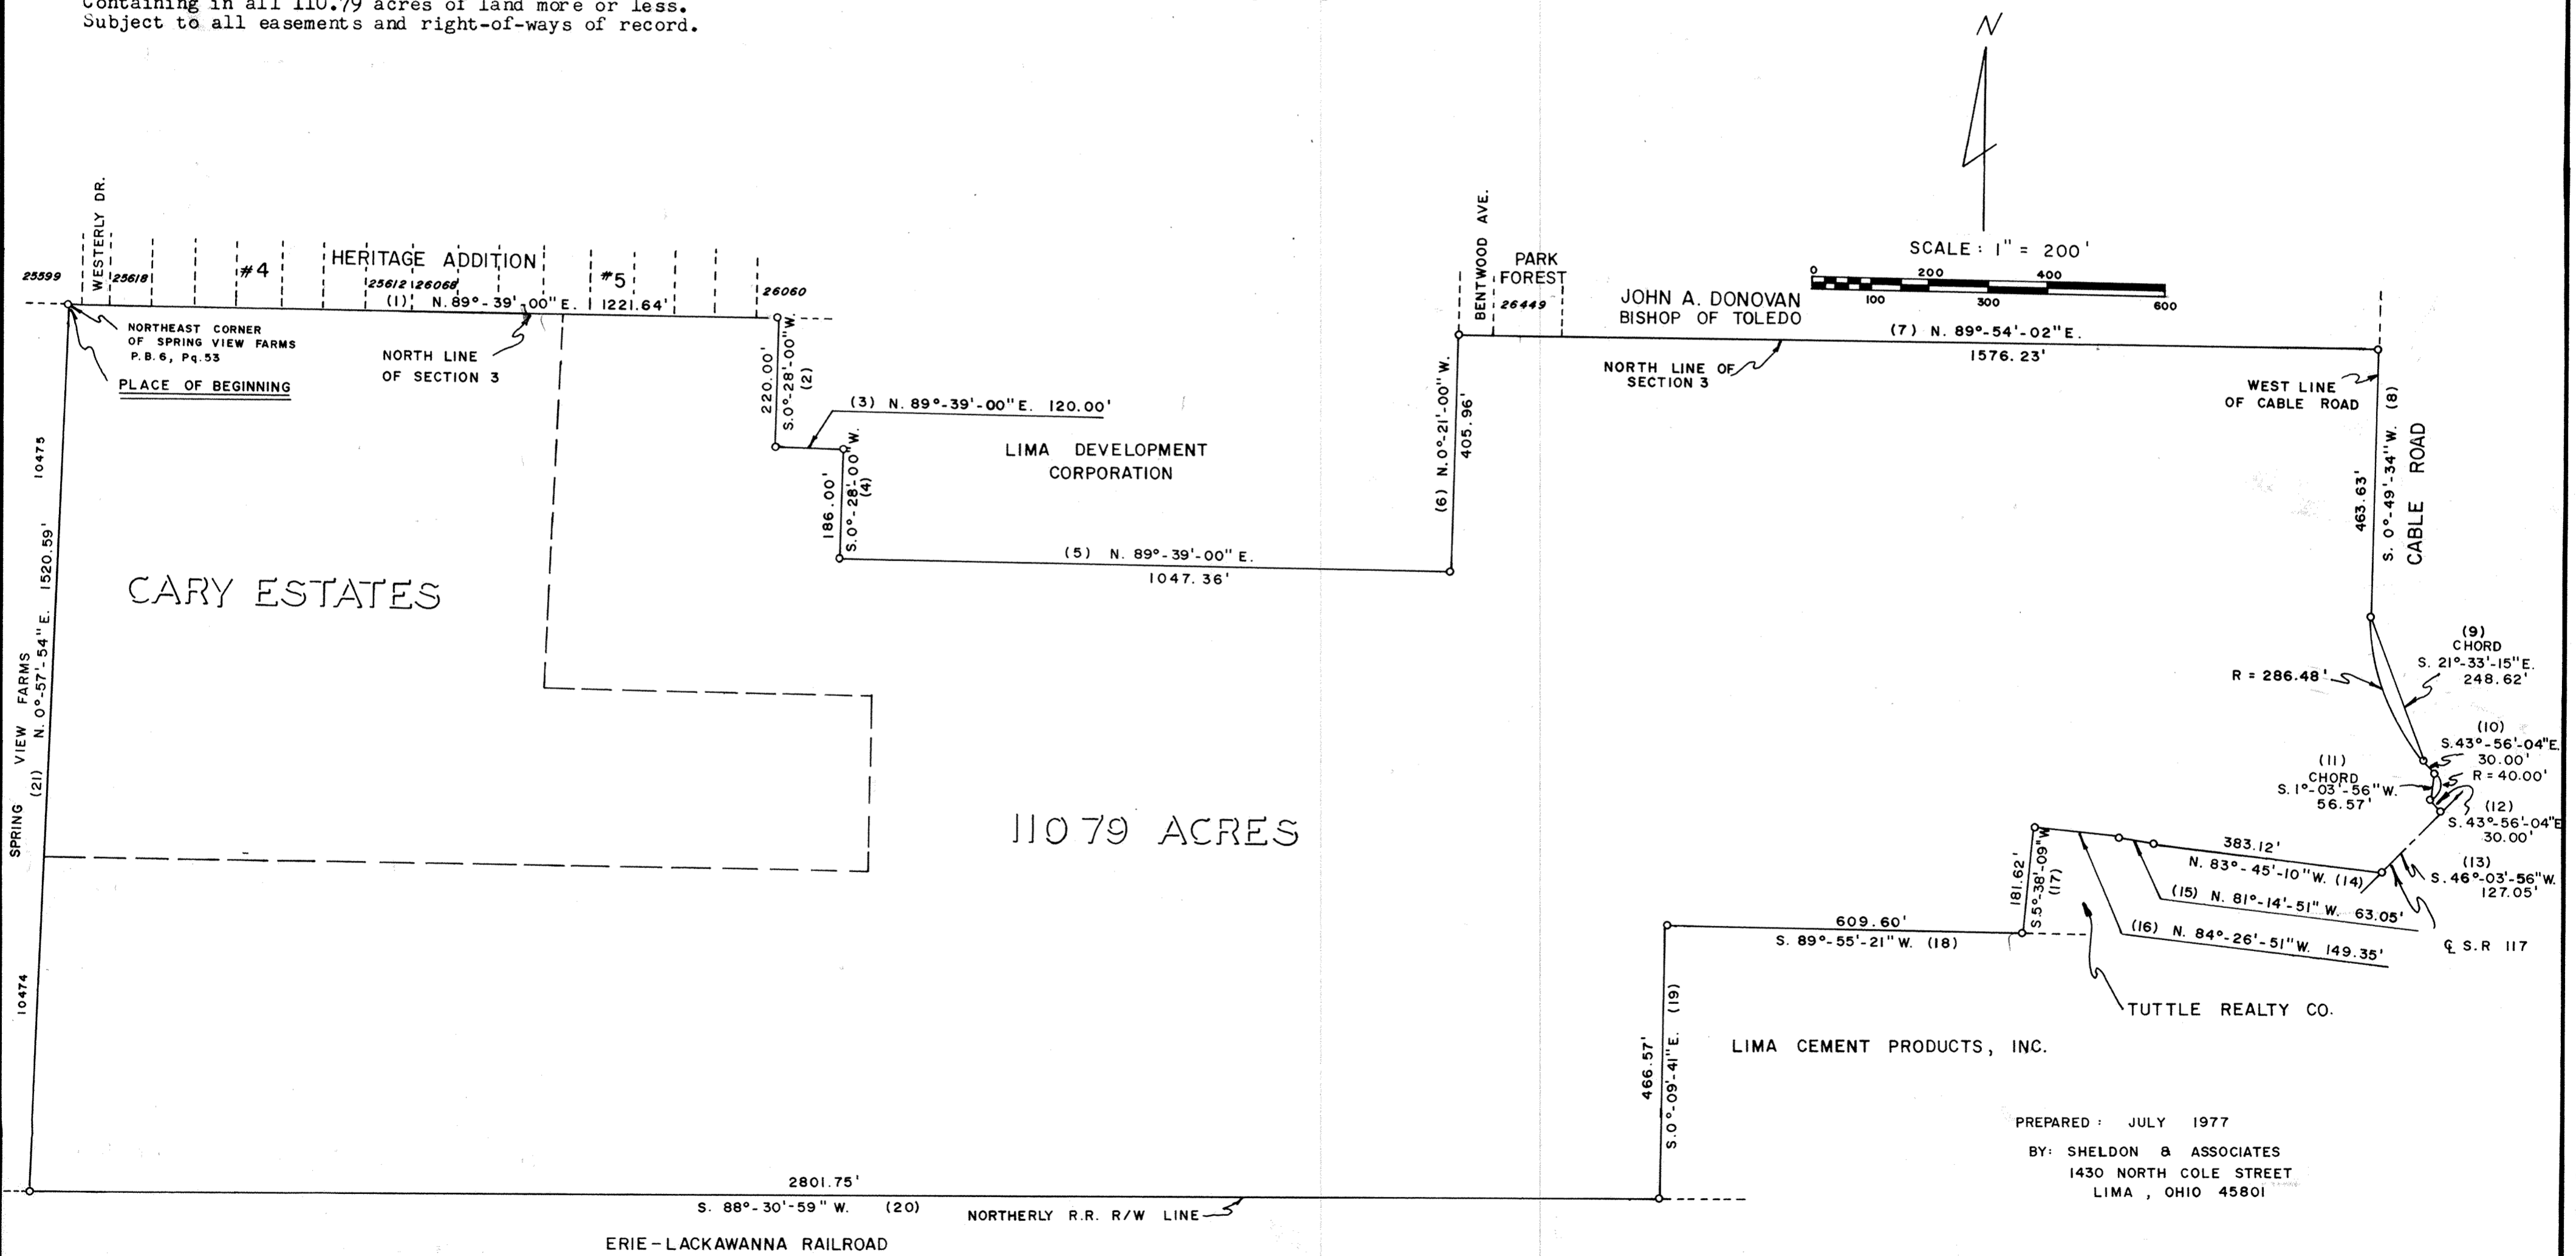 Containing in all 110.79 acres of land more or less.
Subject to all easements and right-of-ways of record.
N
SCALE: 1" = 200'
0 200 400
100 300 600
WESTERLY DR.
25599
25618
#4
HERITAGE ADDITION
25612 26068
#5
26060
(1) N. 89°-39'-00" E. 1221.64'
NORTHEAST CORNER
OF SPRING VIEW FARMS
P.B. 6, Pg. 53
PLACE OF BEGINNING
NORTH LINE
OF SECTION 3
220.00'
S. 0°-28'-00" W.
(2)
(3) N. 89°-39'-00" E. 120.00'
186.00'
S. 0°-28'-00" W.
(4)
LIMA DEVELOPMENT
CORPORATION
(5) N. 89°-39'-00" E.
1047.36'
(6) N. 0°-21'-00" W.
405.96'
BENTWOOD AVE.
PARK
FOREST
26449
JOHN A. DONOVAN
BISHOP OF TOLEDO
(7) N. 89°-54'-02" E.
1576.23'
NORTH LINE OF
SECTION 3
WEST LINE
OF CABLE ROAD
463.63'
S. 0°-49'-34" W. (8)
CABLE ROAD
(9)
CHORD
S. 21°-33'-15" E.
248.62'
R = 286.48'
(10)
S. 43°-56'-04" E.
30.00'
R = 40.00'
(11)
CHORD
S. 1°-03'-56" W.
56.57'
(12)
S. 43°-56'-04" E
30.00'
(13)
S. 46°-03'-56" W.
127.05'
383.12'
N. 83°-45'-10" W. (14)
(15) N. 81°-14'-51" W. 63.05'
(16) N. 84°-26'-51" W. 149.35'
℄ S.R 117
181.62'
S. 5°-38'-09" W
(17)
609.60'
S. 89°-55'-21" W. (18)
TUTTLE REALTY CO.
LIMA CEMENT PRODUCTS, INC.
466.57'
S. 0°-09'-41" E. (19)
CARY ESTATES
110 79 ACRES
10475
10474
SPRING VIEW FARMS
(21) N. 0°-57'-54" E. 1520.59'
2801.75'
S. 88°-30'-59" W. (20)
NORTHERLY R.R. R/W LINE
ERIE-LACKAWANNA RAILROAD
PREPARED: JULY 1977
BY: SHELDON & ASSOCIATES
1430 NORTH COLE STREET
LIMA, OHIO 45801